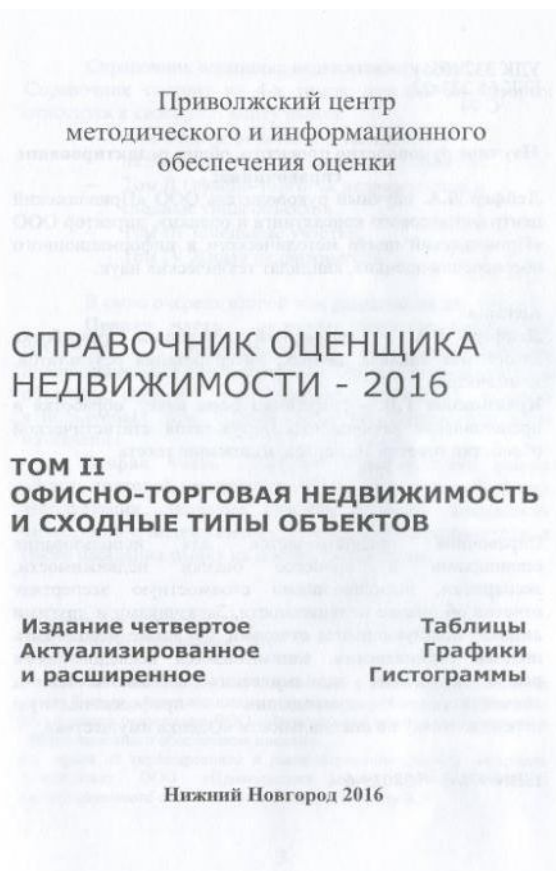 Приволжский центр
методического и информационного
обеспечения оценки
СПРАВОЧНИК ОЦЕНЩИКА
НЕДВИЖИМОСТИ - 2016
ТОМ II
ОФИСНО-ТОРГОВАЯ НЕДВИЖИМОСТЬ
И СХОДНЫЕ ТИПЫ ОБЪЕКТОВ
Издание четвертое
Актуализированное
и расширенное
Таблицы
Графики
Гистограммы
Нижний Новгород 2016